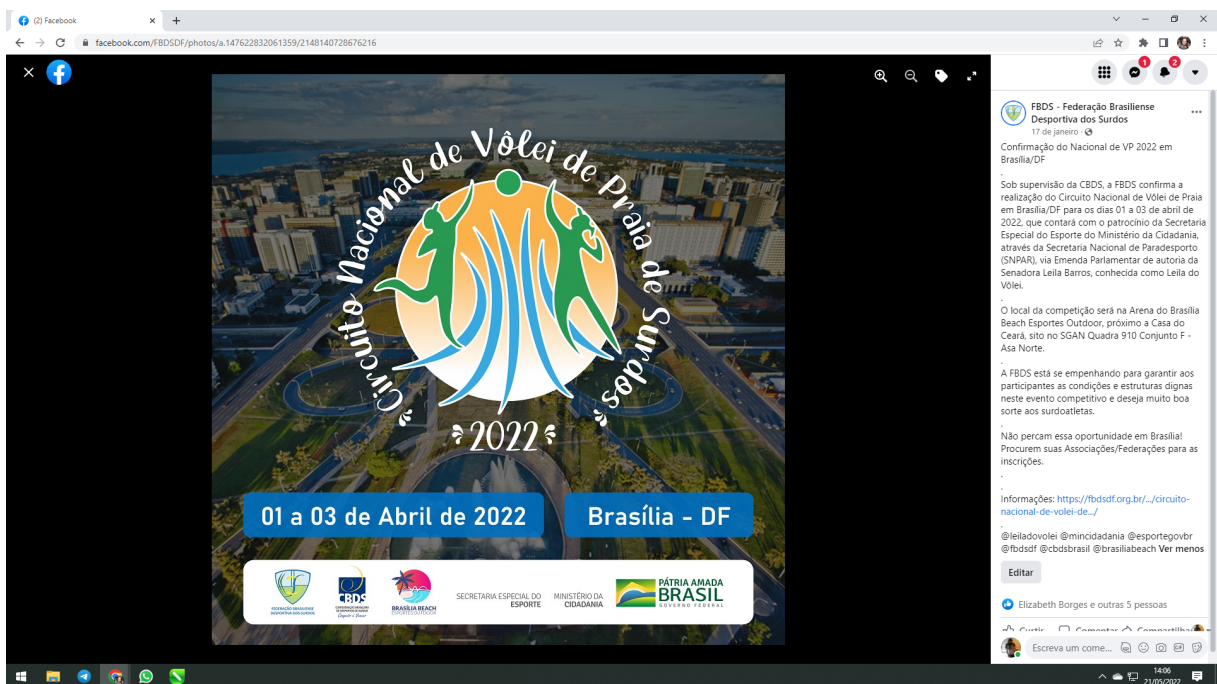 (2) Facebook
facebook.com/FBDSDF/photos/a.147622832061359/2148140728676216
1
2
Circuito Nacional de Vôlei de Praia de Surdos
2022
01 a 03 de Abril de 2022
Brasília - DF
FEDERAÇÃO BRASILIENSE
DESPORTIVA DOS SURDOS
CBDS
BRASÍLIA BEACH
ESPORTES OUTDOOR
SECRETARIA ESPECIAL DO
ESPORTE
MINISTÉRIO DA
CIDADANIA
PÁTRIA AMADA
BRASIL
GOVERNO FEDERAL
FBDS - Federação Brasiliense
Desportiva dos Surdos
17 de janeiro ·
Confirmação do Nacional de VP 2022 em
Brasília/DF
.
Sob supervisão da CBDS, a FBDS confirma a
realização do Circuito Nacional de Vôlei de Praia
em Brasília/DF para os dias 01 a 03 de abril de
2022, que contará com o patrocínio da Secretaria
Especial do Esporte do Ministério da Cidadania,
através da Secretaria Nacional de Paradesporto
(SNPAR), via Emenda Parlamentar de autoria da
Senadora Leila Barros, conhecida como Leila do
Vôlei.
.
O local da competição será na Arena do Brasília
Beach Esportes Outdoor, próximo a Casa do
Ceará, sito no SGAN Quadra 910 Conjunto F -
Asa Norte.
.
A FBDS está se empenhando para garantir aos
participantes as condições e estruturas dignas
neste evento competitivo e deseja muito boa
sorte aos surdoatletas.
.
Não percam essa oportunidade em Brasília!
Procurem suas Associações/Federações para as
inscrições.
.
.
Informações: https://fbdsdf.org.br/.../circuito-
nacional-de-volei-de.../
.
@leiladovolei @mincidadania @esportegovbr
@fbdsdf @cbdsbrasil @brasiliabeach Ver menos
Editar
Elizabeth Borges e outras 5 pessoas
Curtir Comentar Compartilha
Escreva um come...
14:06
21/05/2022